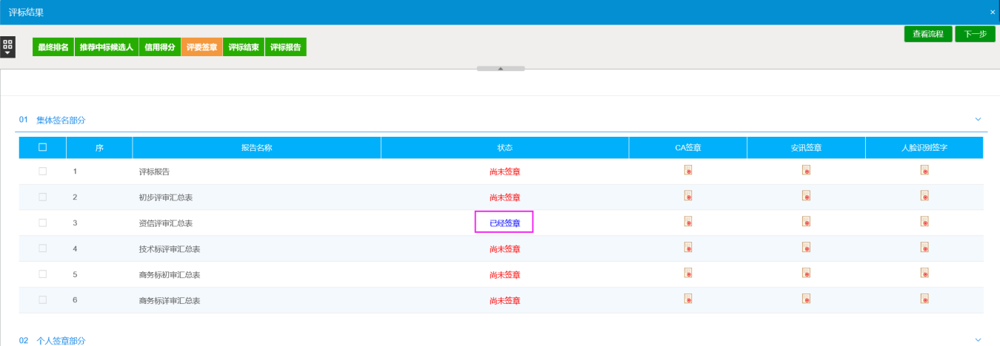 评标结果 ×
查看流程 下一步
最终排名 推荐中标候选人 信用得分 评委签章 评标结束 评标报告
01 集体签名部分
序 报告名称 状态 CA签章 安讯签章 人脸识别签字
1 评标报告 尚未签章
2 初步评审汇总表 尚未签章
3 资信评审汇总表 已经签章
4 技术标评审汇总表 尚未签章
5 商务标初审汇总表 尚未签章
6 商务标详审汇总表 尚未签章
02 个人签章部分